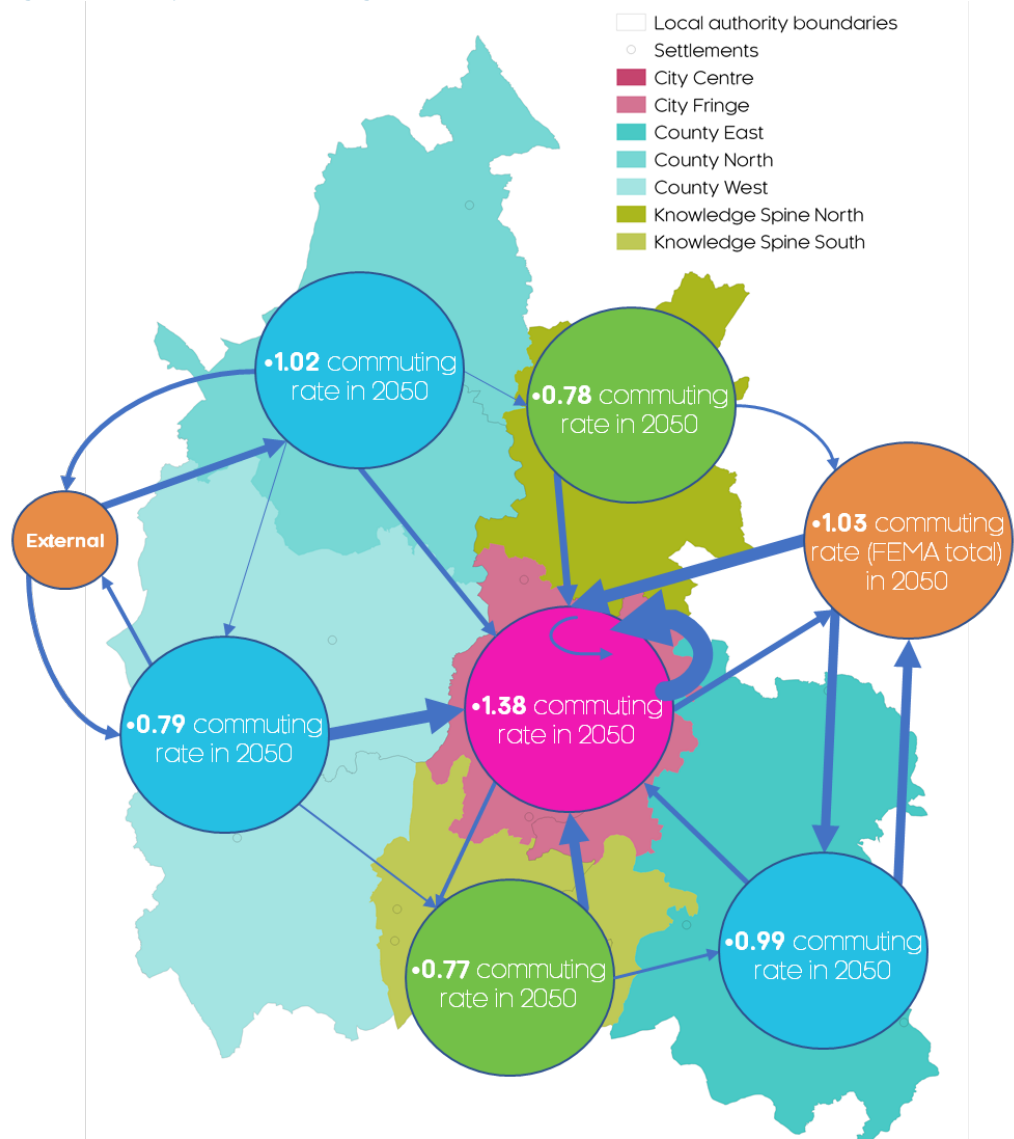 Local authority boundaries
Settlements
City Centre
City Fringe
County East
County North
County West
Knowledge Spine North
Knowledge Spine South
•1.02 commuting
rate in 2050
•0.78 commuting
rate in 2050
External
•1.03 commuting
rate (FEMA total)
in 2050
•0.79 commuting
rate in 2050
•1.38 commuting
rate in 2050
•0.77 commuting
rate in 2050
•0.99 commuting
rate in 2050